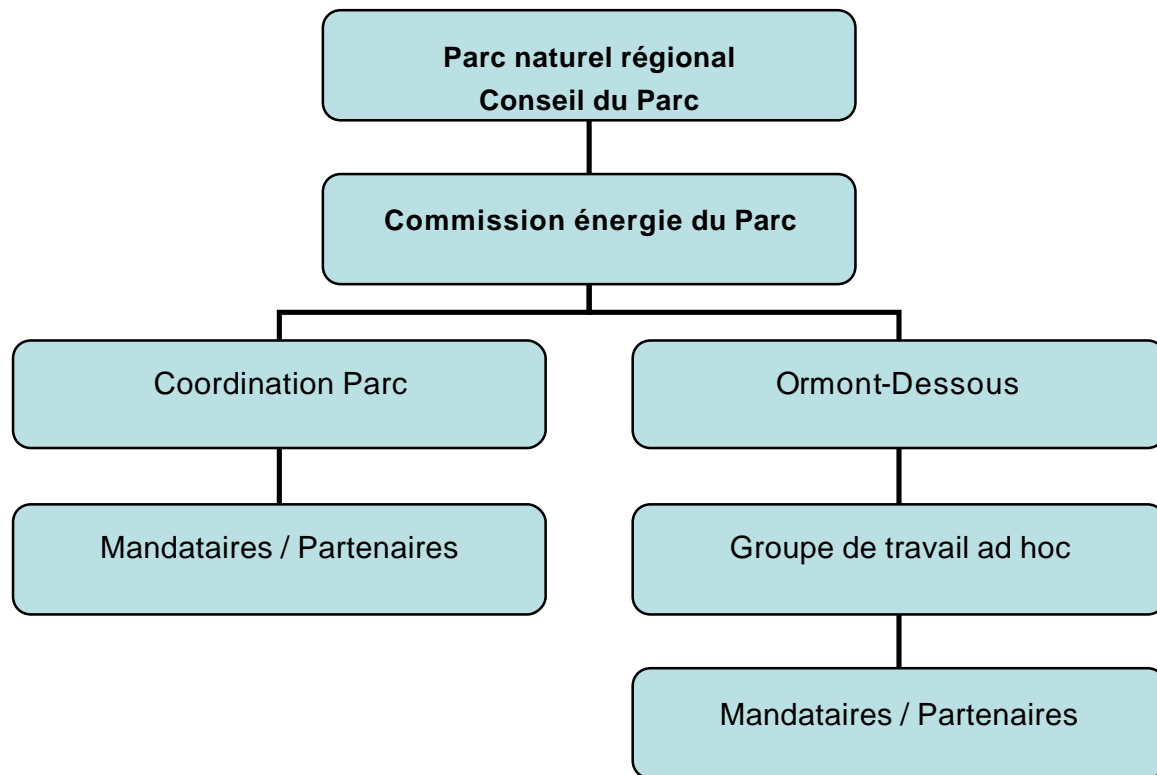 Parc naturel régional
Conseil du Parc
Commission énergie du Parc
Coordination Parc
Ormont-Dessous
Mandataires / Partenaires
Groupe de travail ad hoc
Mandataires / Partenaires